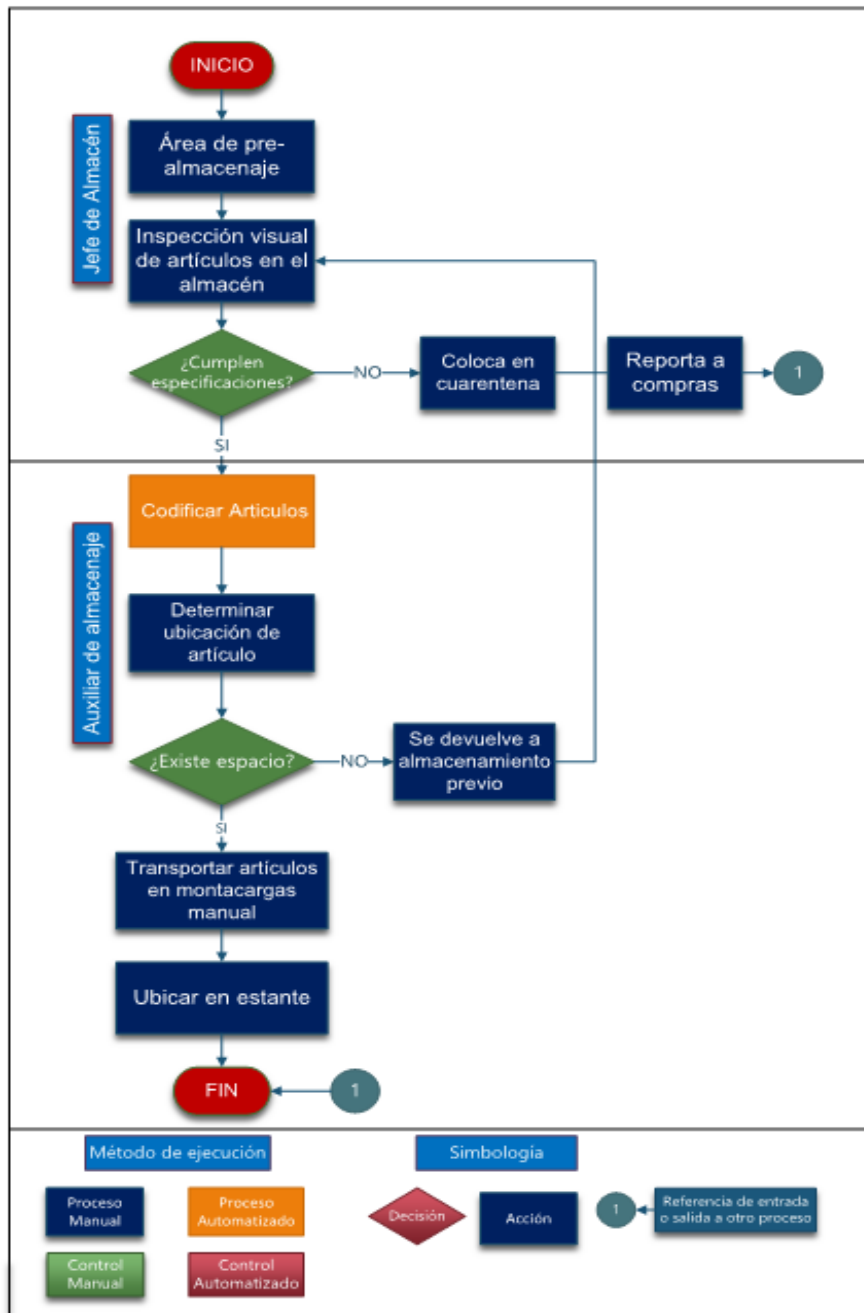 INICIO
Jefe de Almacén
Área de pre-
almacenaje
Inspección visual
de artículos en el
almacén
¿Cumplen
especificaciones?
NO
Coloca en
cuarentena
Reporta a
compras
1
SI
Auxiliar de almacenaje
Codificar Articulos
Determinar
ubicación de
artículo
¿Existe espacio?
NO
Se devuelve a
almacenamiento
previo
SI
Transportar artículos
en montacargas
manual
Ubicar en estante
FIN
1
Método de ejecución
Simbología
Proceso
Manual
Proceso
Automatizado
Decisión
Acción
1
Referencia de entrada
o salida a otro proceso
Control
Manual
Control
Automatizado